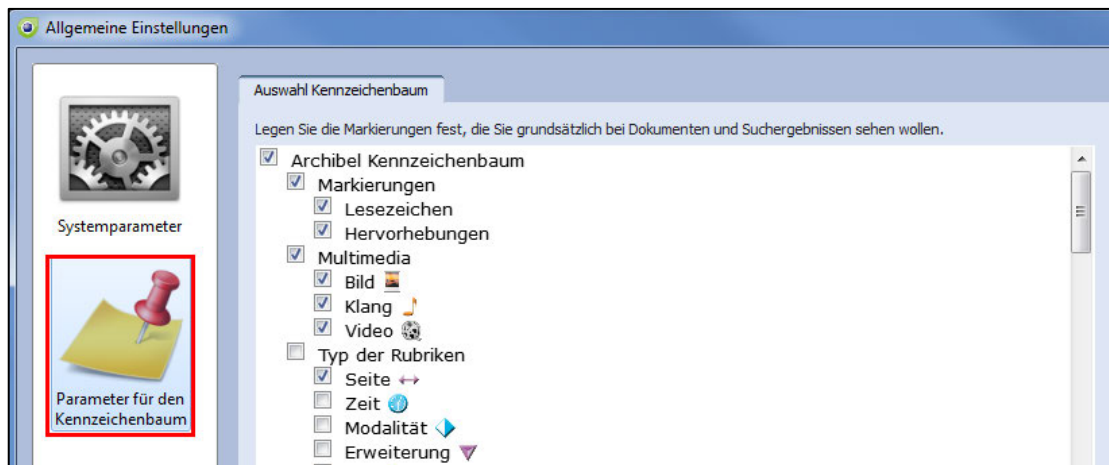 Allgemeine Einstellungen
Auswahl Kennzeichenbaum
Legen Sie die Markierungen fest, die Sie grundsätzlich bei Dokumenten und Suchergebnissen sehen wollen.
Systemparameter
Parameter für den
Kennzeichenbaum
Archibel Kennzeichenbaum
Markierungen
Lesezeichen
Hervorhebungen
Multimedia
Bild
Klang
Video
Typ der Rubriken
Seite
Zeit
Modalität
Erweiterung